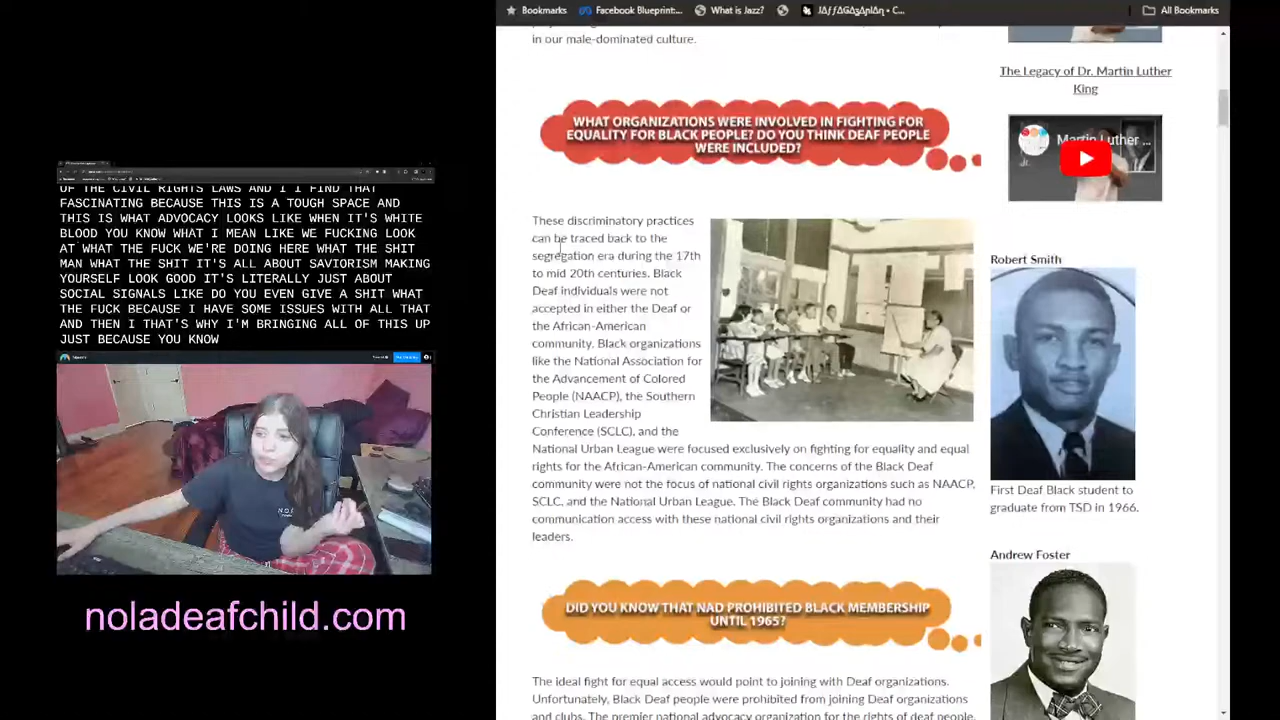 Bookmarks
Facebook Blueprint:...
What is Jazz?
All Bookmarks
in our male-dominated culture.
WHAT ORGANIZATIONS WERE INVOLVED IN FIGHTING FOR
EQUALITY FOR BLACK PEOPLE? DO YOU THINK DEAF PEOPLE
WERE INCLUDED?
These discriminatory practices
can be traced back to the
segregation era during the 17th
to mid 20th centuries. Black
Deaf individuals were not
accepted in either the Deaf or
the African-American
community. Black organizations
like the National Association for
the Advancement of Colored
People (NAACP), the Southern
Christian Leadership
Conference (SCLC), and the
National Urban League were focused exclusively on fighting for equality and equal
rights for the African-American community. The concerns of the Black Deaf
community were not the focus of national civil rights organizations such as NAACP,
SCLC, and the National Urban League. The Black Deaf community had no
communication access with these national civil rights organizations and their
leaders.
DID YOU KNOW THAT NAD PROHIBITED BLACK MEMBERSHIP
UNTIL 1965?
The ideal fight for equal access would point to joining with Deaf organizations.
Unfortunately, Black Deaf people were prohibited from joining Deaf organizations
and clubs. The premier national advocacy organization for the rights of deaf people,
The Legacy of Dr. Martin Luther
King
Martin Luther ...
Robert Smith
First Deaf Black student to
graduate from TSD in 1966.
Andrew Foster
OF THE CIVIL RIGHTS LAWS AND I I FIND THAT
FASCINATING BECAUSE THIS IS A TOUGH SPACE AND
THIS IS WHAT ADVOCACY LOOKS LIKE WHEN IT'S WHITE
BLOOD YOU KNOW WHAT I MEAN LIKE WE FUCKING LOOK
AT WHAT THE FUCK WE'RE DOING HERE WHAT THE SHIT
MAN WHAT THE SHIT IT'S ALL ABOUT SAVIORISM MAKING
YOURSELF LOOK GOOD IT'S LITERALLY JUST ABOUT
SOCIAL SIGNALS LIKE DO YOU EVEN GIVE A SHIT WHAT
THE FUCK BECAUSE I HAVE SOME ISSUES WITH ALL THAT
AND THEN I THAT'S WHY I'M BRINGING ALL OF THIS UP
JUST BECAUSE YOU KNOW
noladeafchild.com